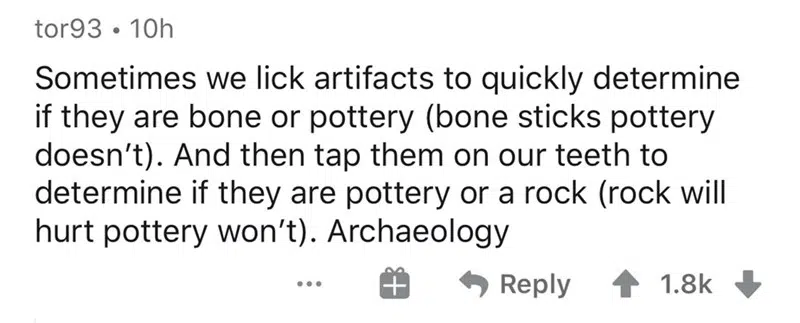 tor93 • 10h
Sometimes we lick artifacts to quickly determine
if they are bone or pottery (bone sticks pottery
doesn’t). And then tap them on our teeth to
determine if they are pottery or a rock (rock will
hurt pottery won’t). Archaeology
... Reply 1.8k